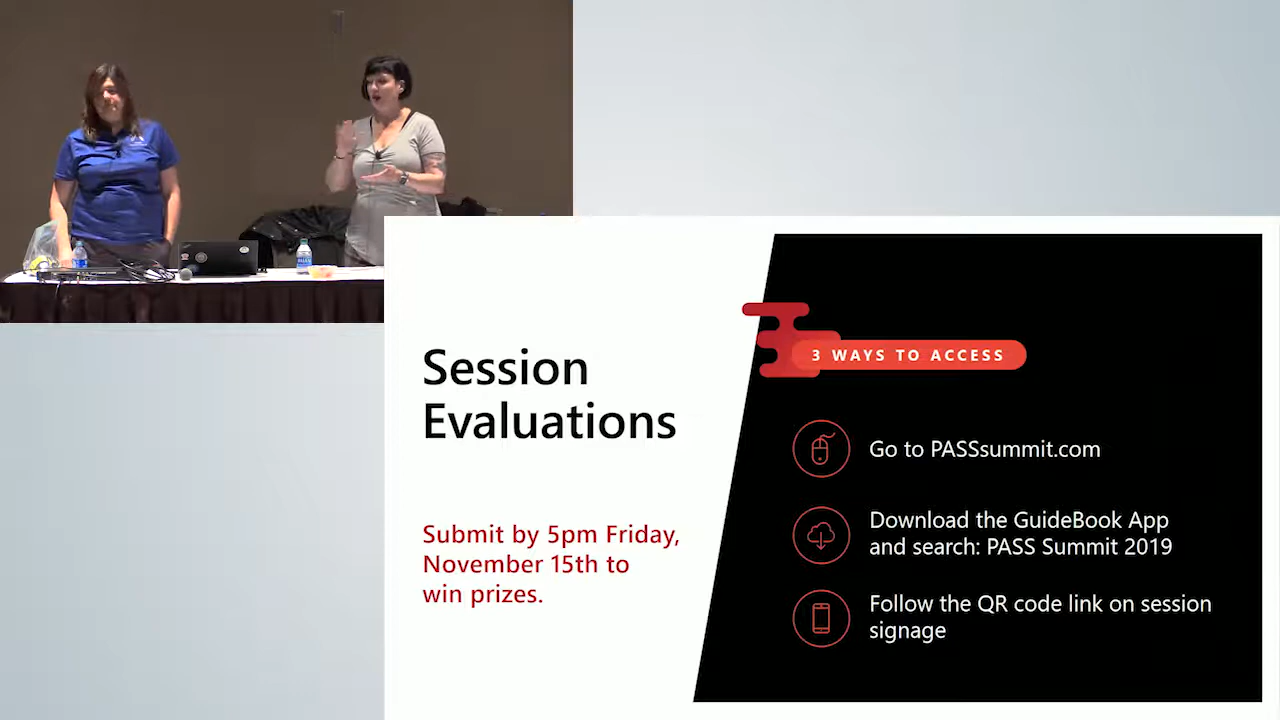 Session
Evaluations
Submit by 5pm Friday,
November 15th to
win prizes.
3 WAYS TO ACCESS
Go to PASSsummit.com
Download the GuideBook App
and search: PASS Summit 2019
Follow the QR code link on session
signage